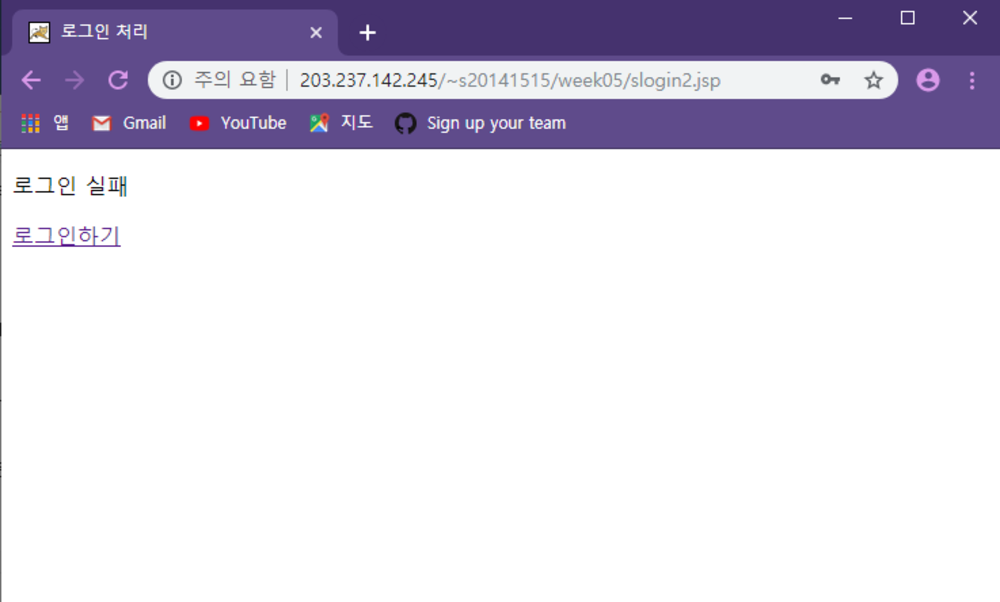 로그인 처리
주의 요함 203.237.142.245/~s20141515/week05/slogin2.jsp
앱 Gmail YouTube 지도 Sign up your team
로그인 실패
로그인하기